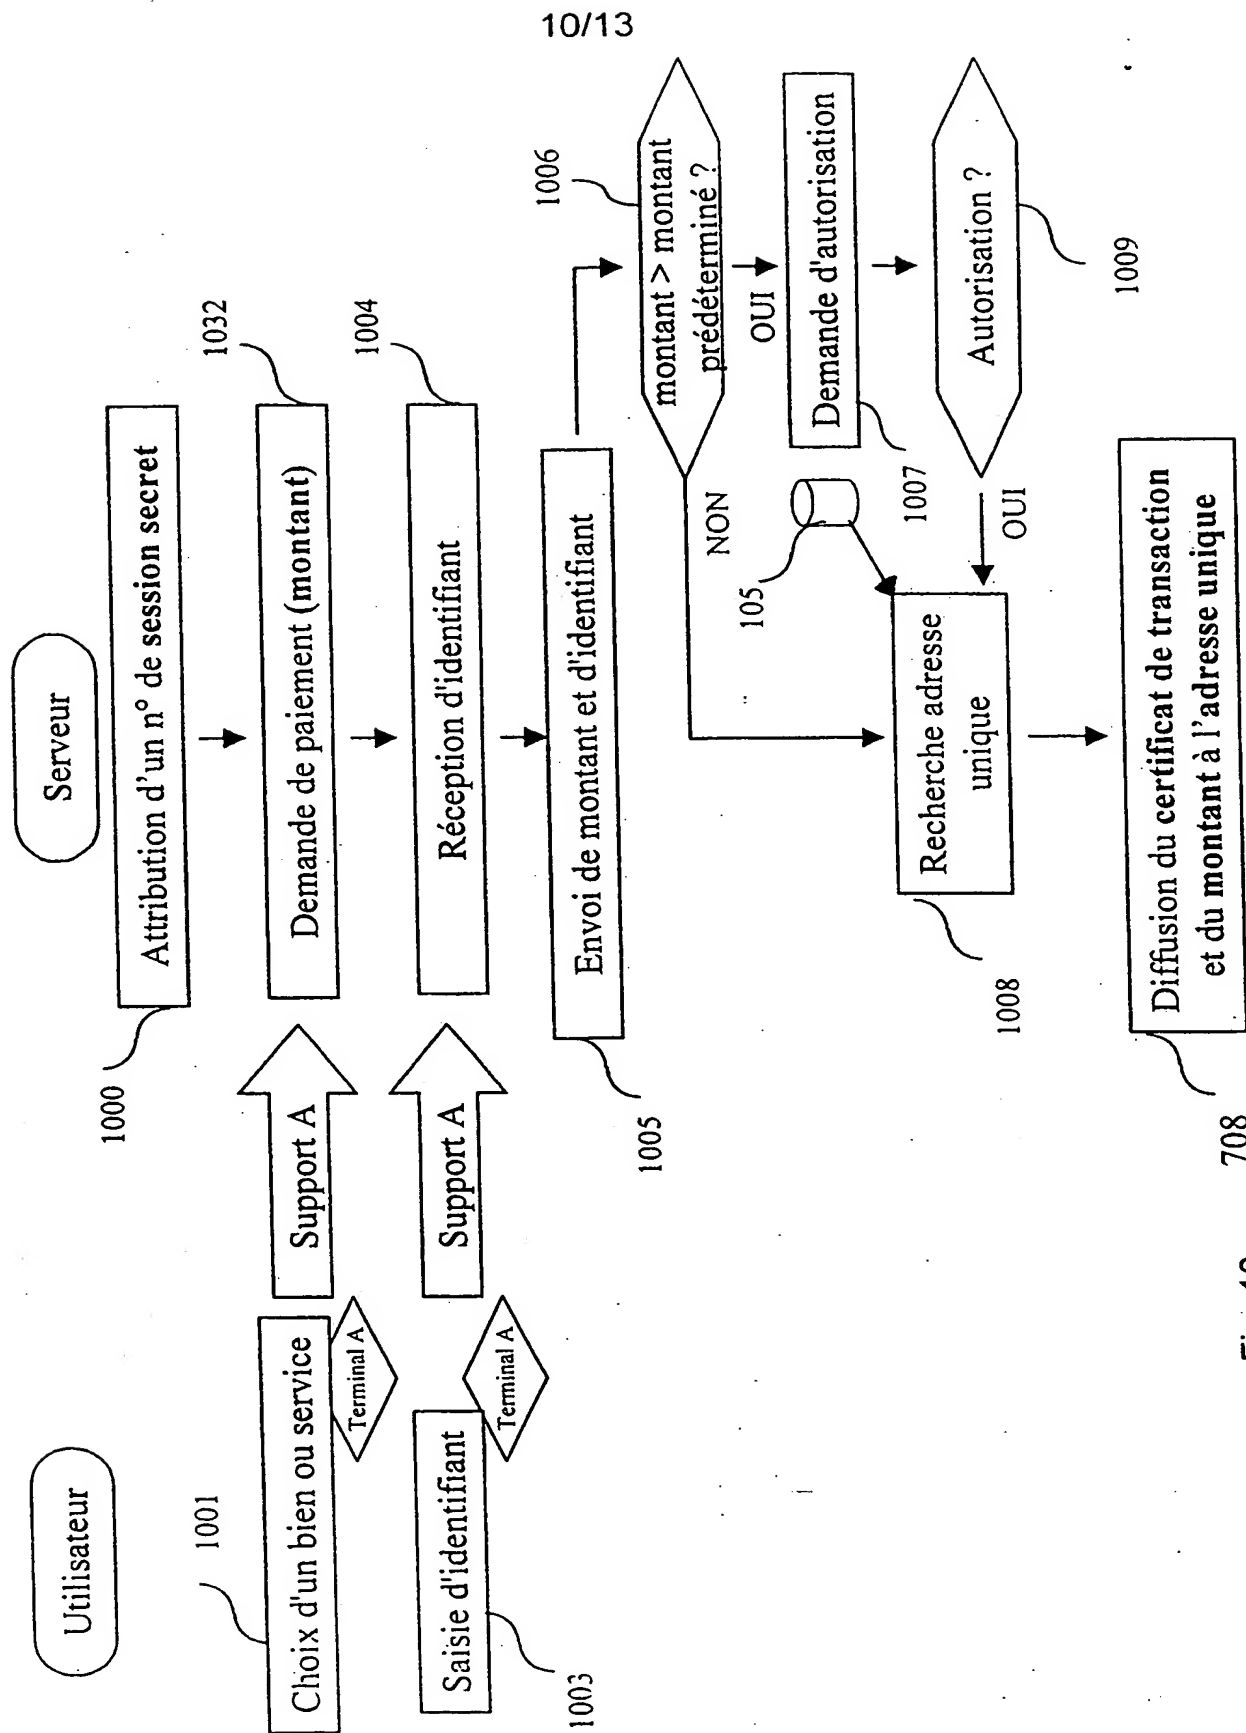 10/13
Utilisateur
Serveur
1000
Attribution d'un n° de session secret
1001
Choix d'un bien ou service
Terminal A
Support A
Demande de paiement (montant)
1032
1003
Saisie d'identifiant
Terminal A
Support A
Réception d'identifiant
1004
1005
Envoi de montant et d'identifiant
1006
montant > montant
prédéterminé ?
NON
OUI
105
1007
Demande d'autorisation
Autorisation ?
1009
OUI
1008
Recherche adresse
unique
708
Diffusion du certificat de transaction
et du montant à l'adresse unique